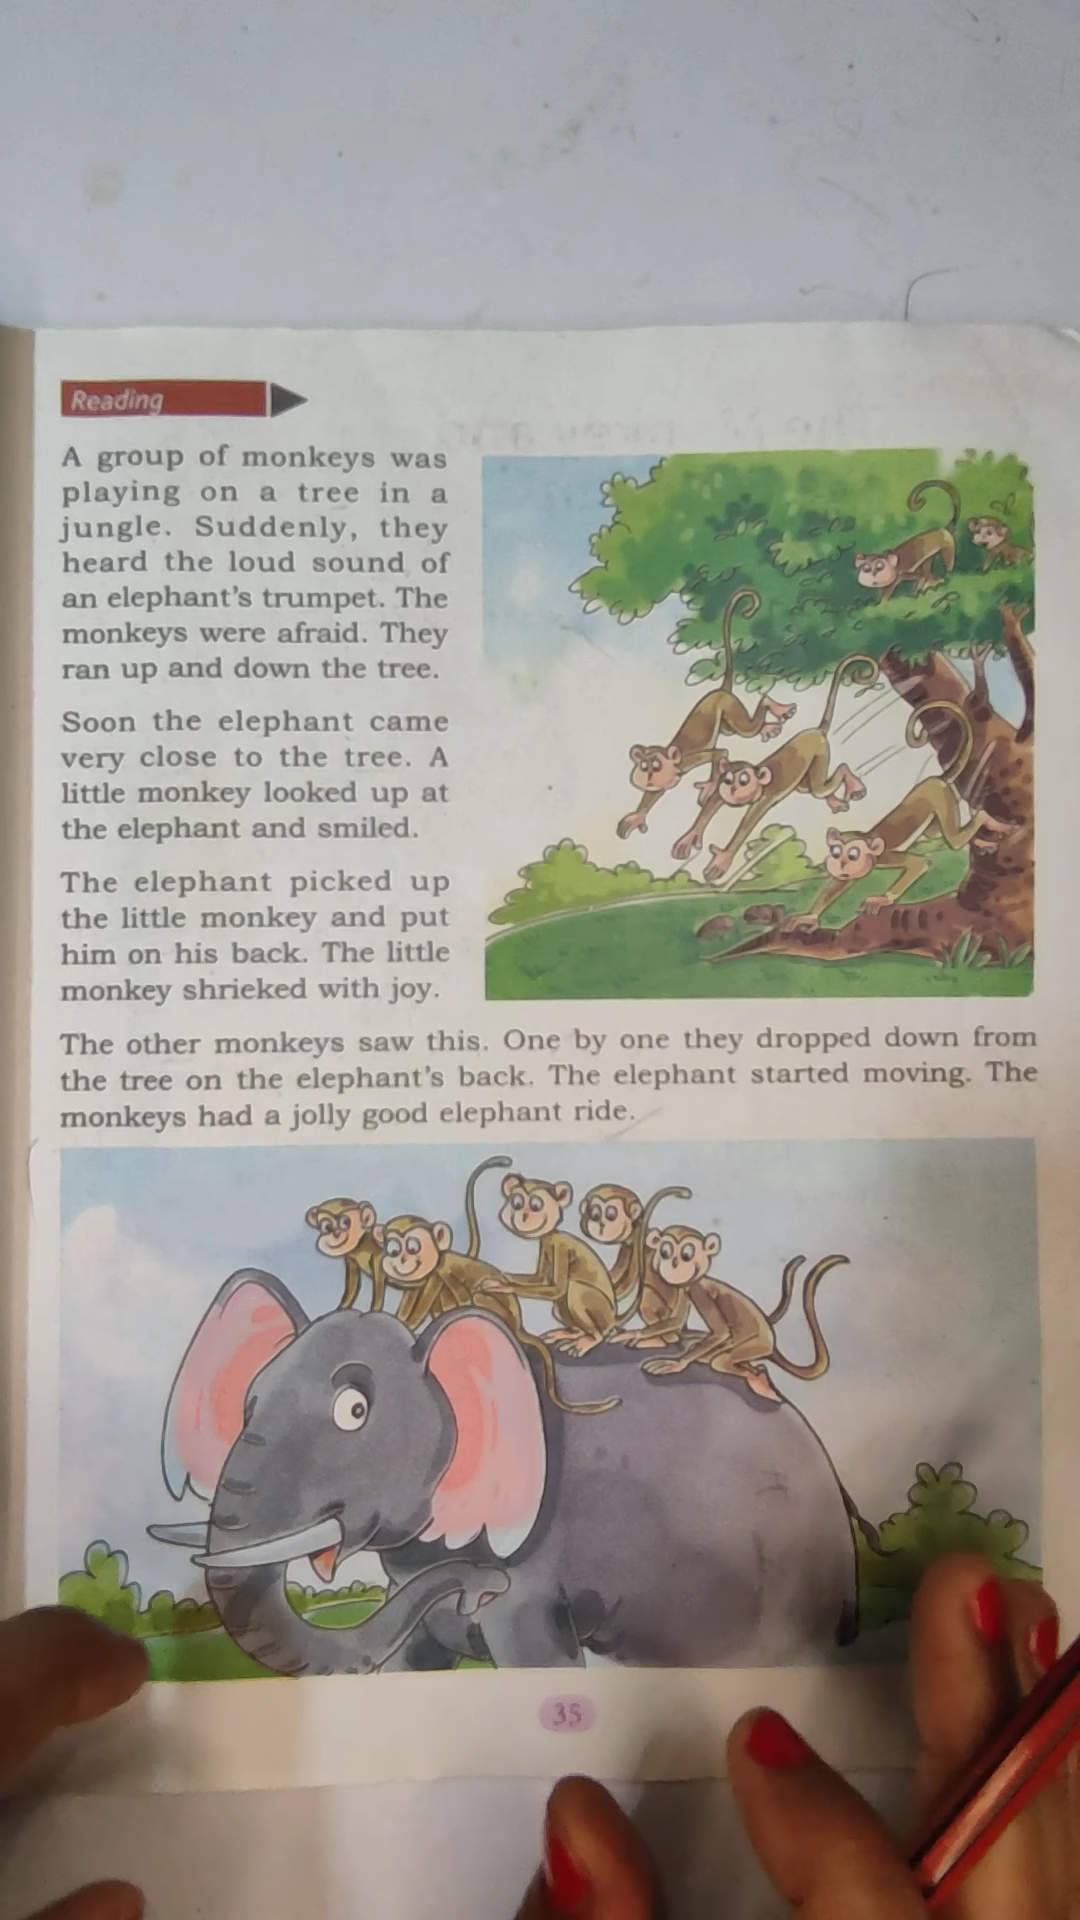 Reading
A group of monkeys was
playing on a tree in a
jungle. Suddenly, they
heard the loud sound of
an elephant's trumpet. The
monkeys were afraid. They
ran up and down the tree.
Soon the elephant came
very close to the tree. A
little monkey looked up at
the elephant and smiled.
The elephant picked up
the little monkey and put
him on his back. The little
monkey shrieked with joy.
The other monkeys saw this. One by one they dropped down from
the tree on the elephant's back. The elephant started moving. The
monkeys had a jolly good elephant ride.
35